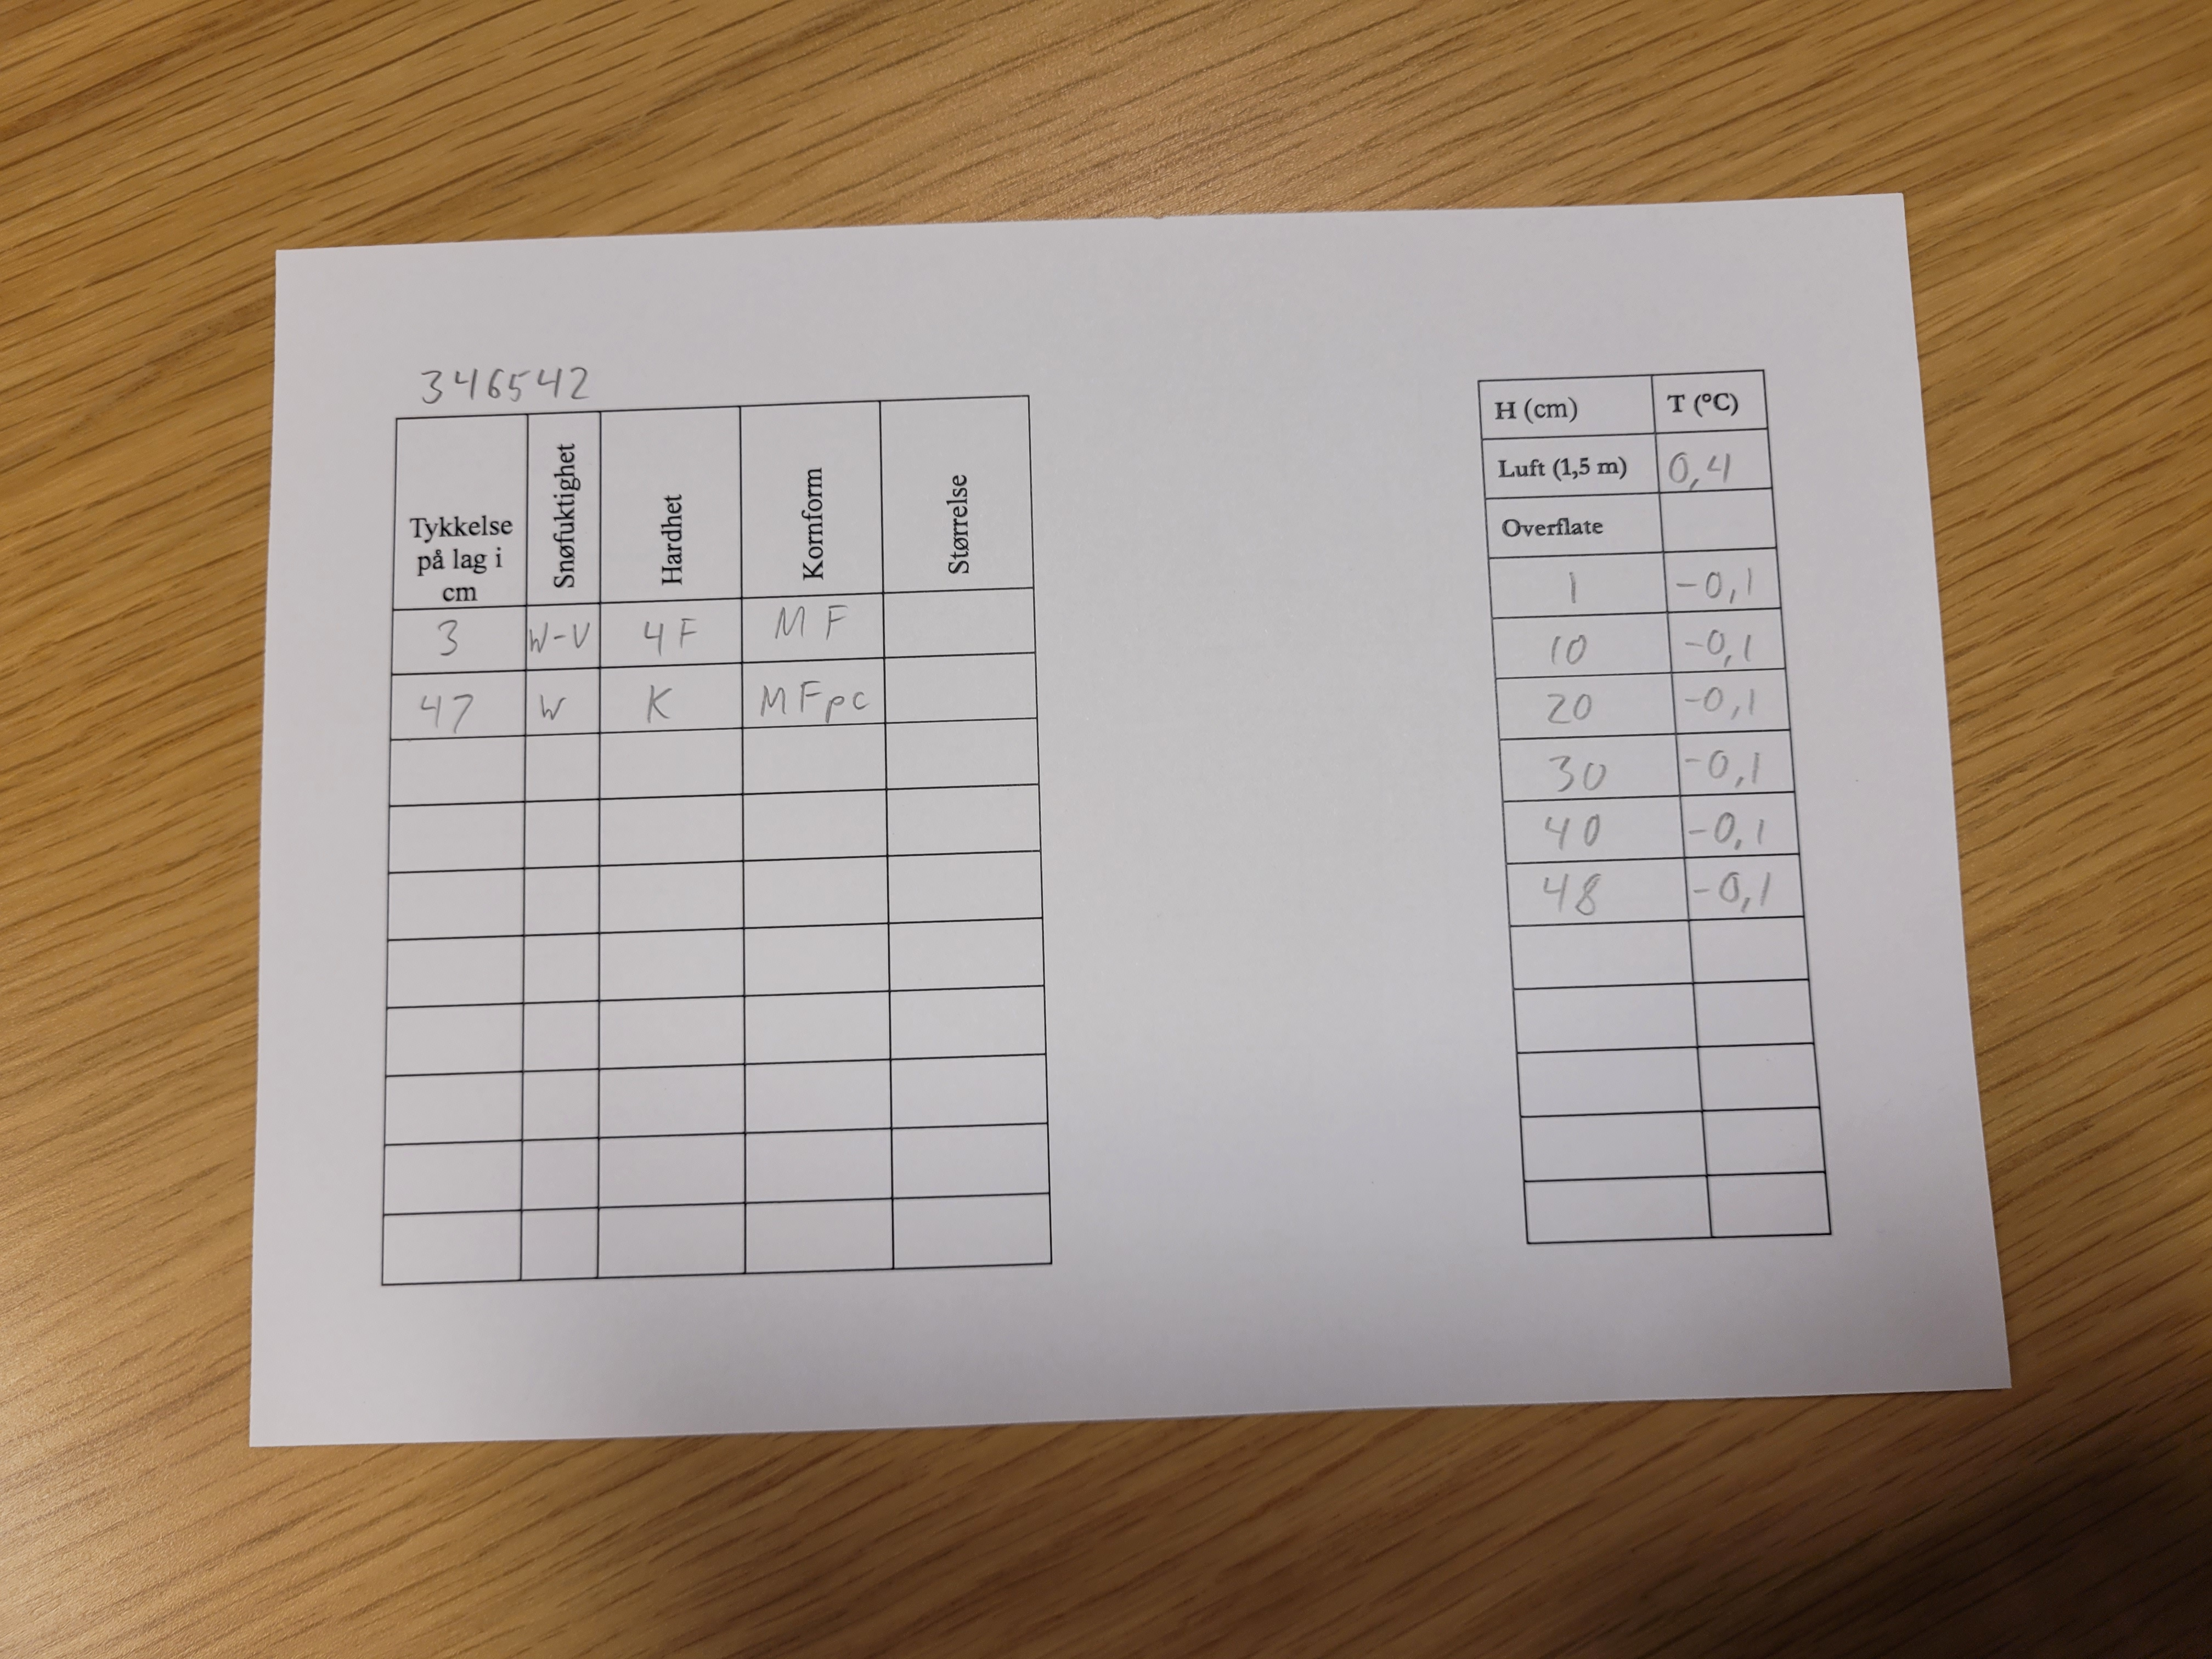 346542
Tykkelse på lag i cm Snøfuktighet Hardhet Kornform Størrelse
3 W-V 4F MF
47 W K MFpc
H (cm) T (°C)
Luft (1,5 m) 0,4
Overflate
1 -0,1
10 -0,1
20 -0,1
30 -0,1
40 -0,1
48 -0,1